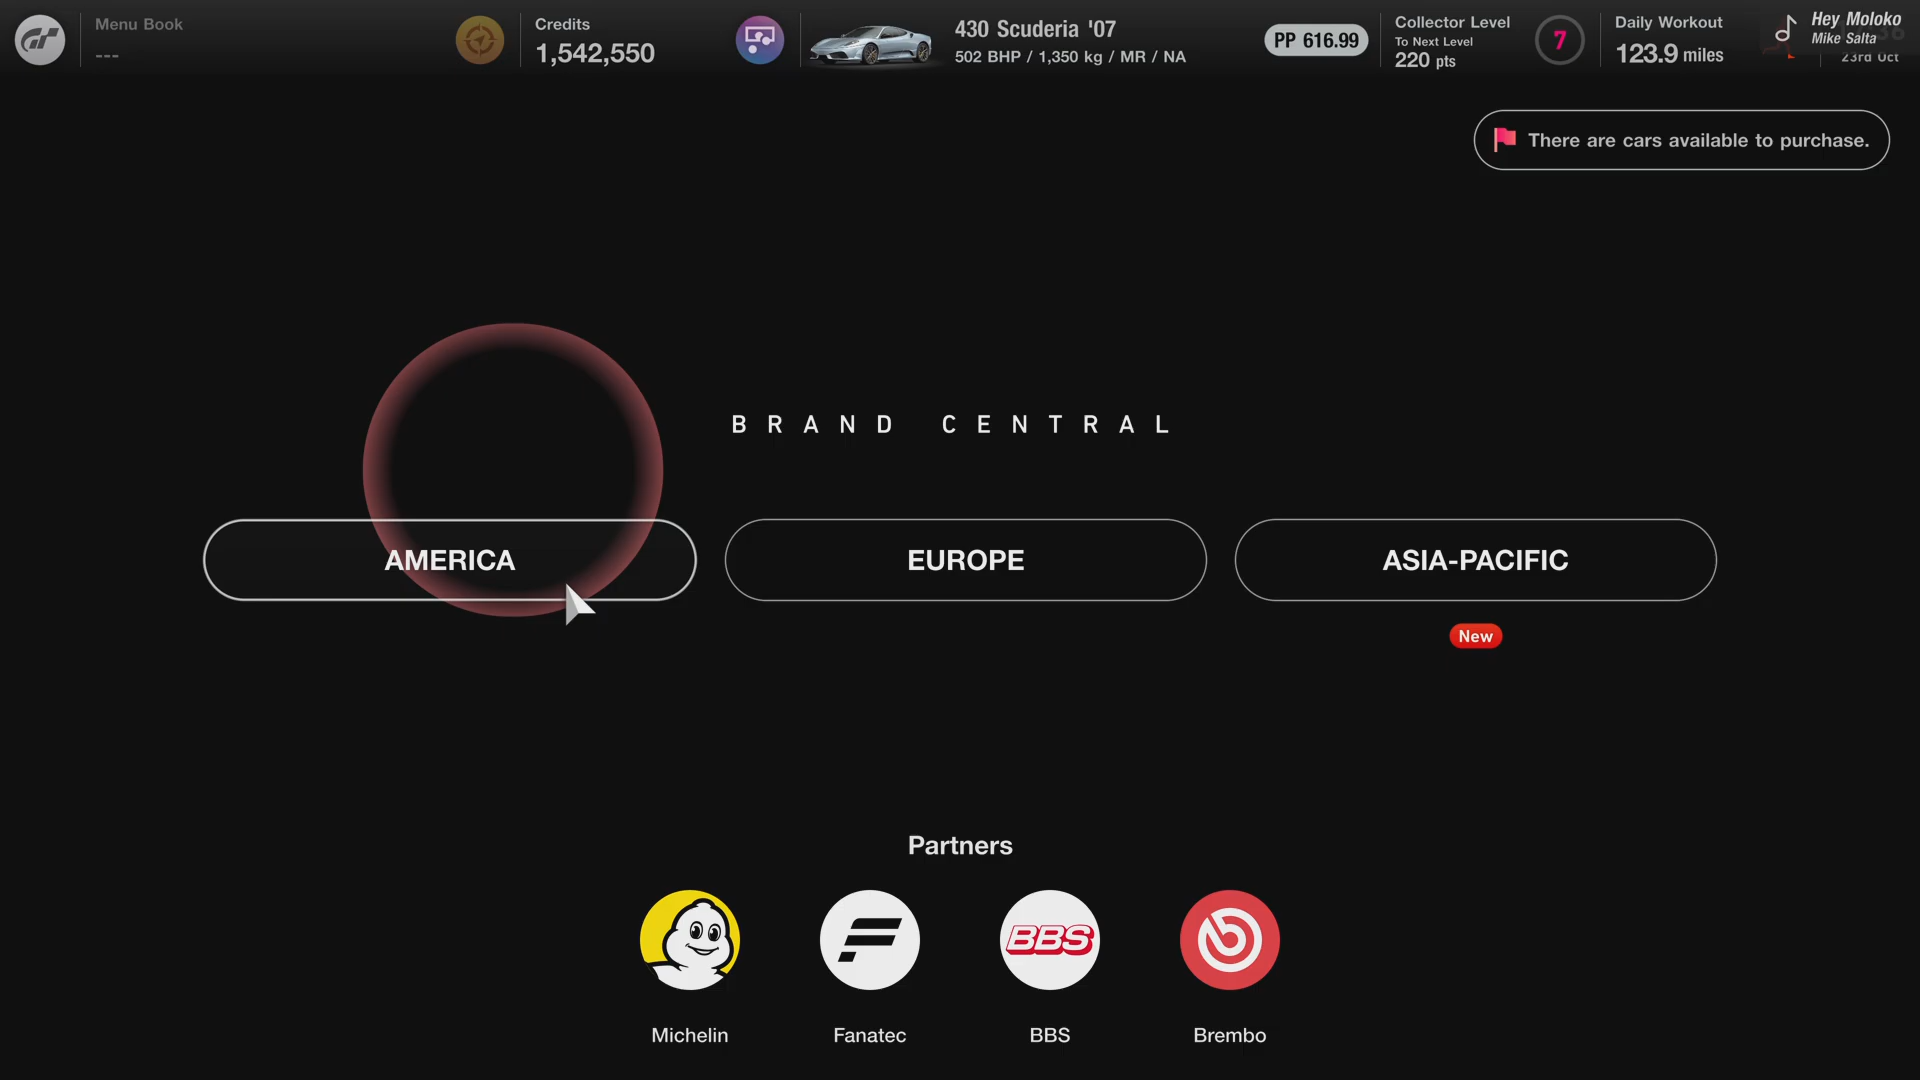 Menu Book
---
Credits
1,542,550
430 Scuderia '07
502 BHP / 1,350 kg / MR / NA
PP 616.99
Collector Level
To Next Level
220 pts
7
Daily Workout
123.9 miles
Hey Moloko
Mike Salta
23rd Oct
There are cars available to purchase.
BRAND CENTRAL
AMERICA
EUROPE
ASIA-PACIFIC
New
Partners
BBS
Michelin
Fanatec
BBS
Brembo